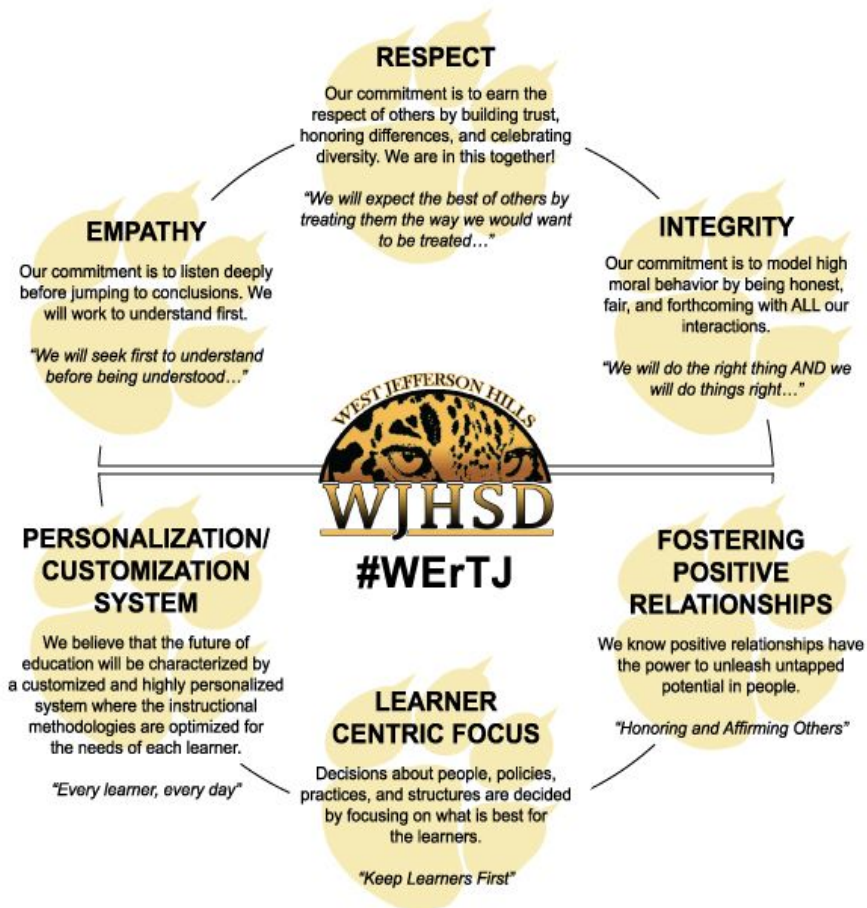 RESPECT
Our commitment is to earn the
respect of others by building trust,
honoring differences, and celebrating
diversity. We are in this together!
“We will expect the best of others by
treating them the way we would want
to be treated…”
EMPATHY
Our commitment is to listen deeply
before jumping to conclusions. We
will work to understand first.
“We will seek first to understand
before being understood…”
INTEGRITY
Our commitment is to model high
moral behavior by being honest,
fair, and forthcoming with ALL our
interactions.
“We will do the right thing AND we
will do things right…”
WEST JEFFERSON HILLS
WJHSD
#WErTJ
PERSONALIZATION/
CUSTOMIZATION
SYSTEM
We believe that the future of
education will be characterized by
a customized and highly personalized
system where the instructional
methodologies are optimized for
the needs of each learner.
“Every learner, every day”
LEARNER
CENTRIC FOCUS
Decisions about people, policies,
practices, and structures are decided
by focusing on what is best for
the learners.
“Keep Learners First”
FOSTERING
POSITIVE
RELATIONSHIPS
We know positive relationships have
the power to unleash untapped
potential in people.
“Honoring and Affirming Others”